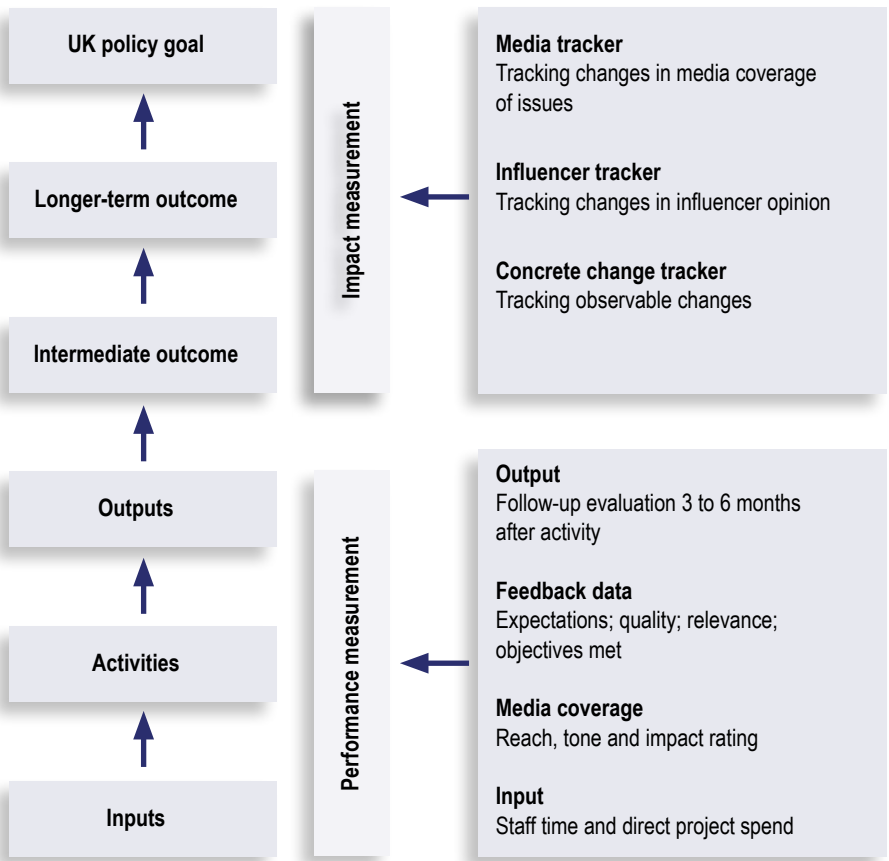 UK policy goal
Longer-term outcome
Intermediate outcome
Outputs
Activities
Inputs
Impact measurement
Performance measurement
Media tracker
Tracking changes in media coverage
of issues
Influencer tracker
Tracking changes in influencer opinion
Concrete change tracker
Tracking observable changes
Output
Follow-up evaluation 3 to 6 months
after activity
Feedback data
Expectations; quality; relevance;
objectives met
Media coverage
Reach, tone and impact rating
Input
Staff time and direct project spend